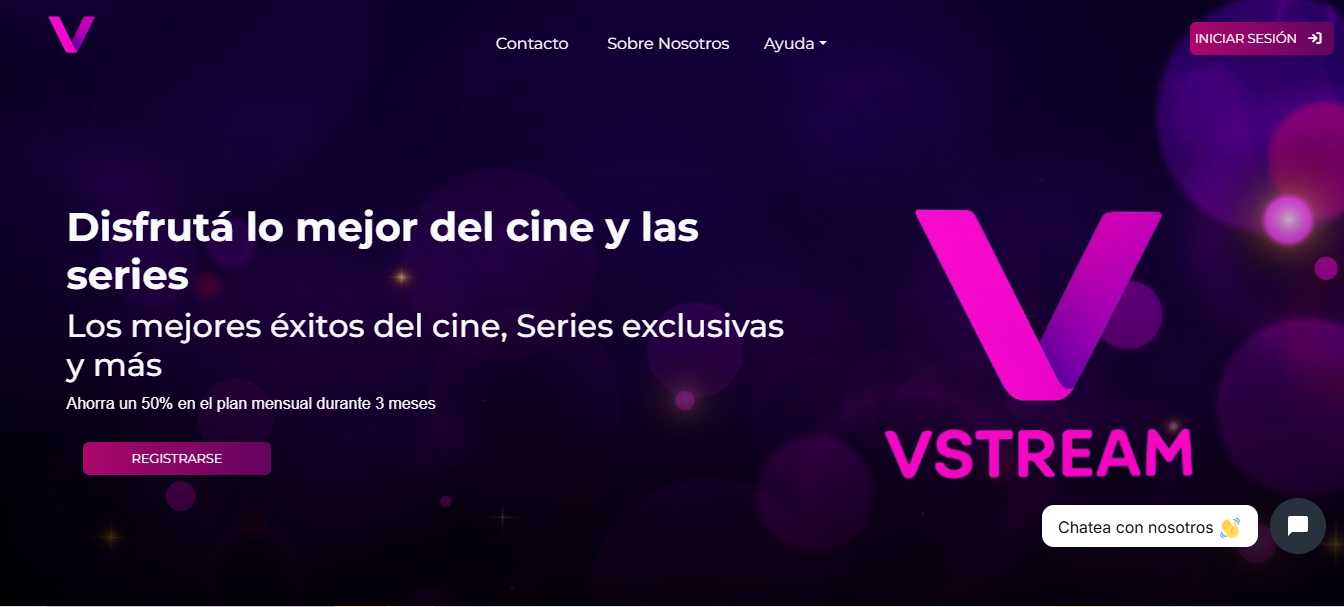 V
Contacto Sobre Nosotros Ayuda
INICIAR SESIÓN
Disfrutá lo mejor del cine y las
series
Los mejores éxitos del cine, Series exclusivas
y más
Ahorra un 50% en el plan mensual durante 3 meses
REGISTRARSE
V
VSTREAM
Chatea con nosotros 👋